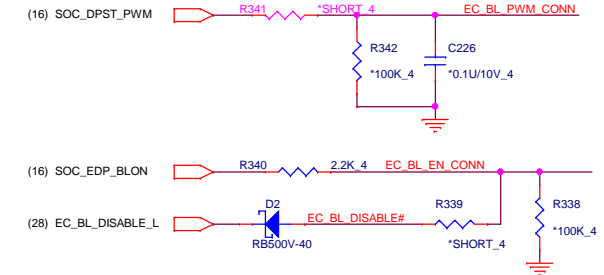 (16) SOC_DPST_PWM R341 *SHORT_4 EC_BL_PWM_CONN
R342 C226
*100K_4 *0.1U/10V_4
(16) SOC_EDP_BLON R340 2.2K_4 EC_BL_EN_CONN
D2 R339 R338
(28) EC_BL_DISABLE_L EC_BL_DISABLE#
*100K_4
RB500V-40 *SHORT_4